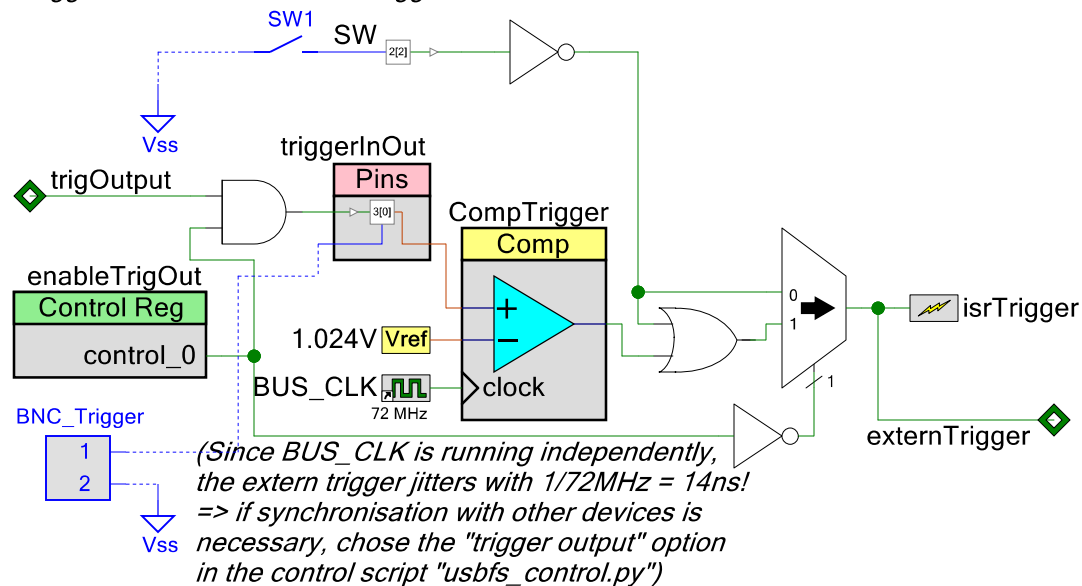 SW1
SW
2[2]
Vss
triggerInOut
trigOutput
Pins
3[0]
CompTrigger
Comp
enableTrigOut
Control Reg
control_0
+
1.024V
Vref
−
BUS_CLK
clock
72 MHz
0
1
isrTrigger
1
externTrigger
BNC_Trigger
1
2
Vss
(Since BUS_CLK is running independently,
the extern trigger jitters with 1/72MHz = 14ns!
=> if synchronisation with other devices is
necessary, chose the "trigger output" option
in the control script "usbfs_control.py")